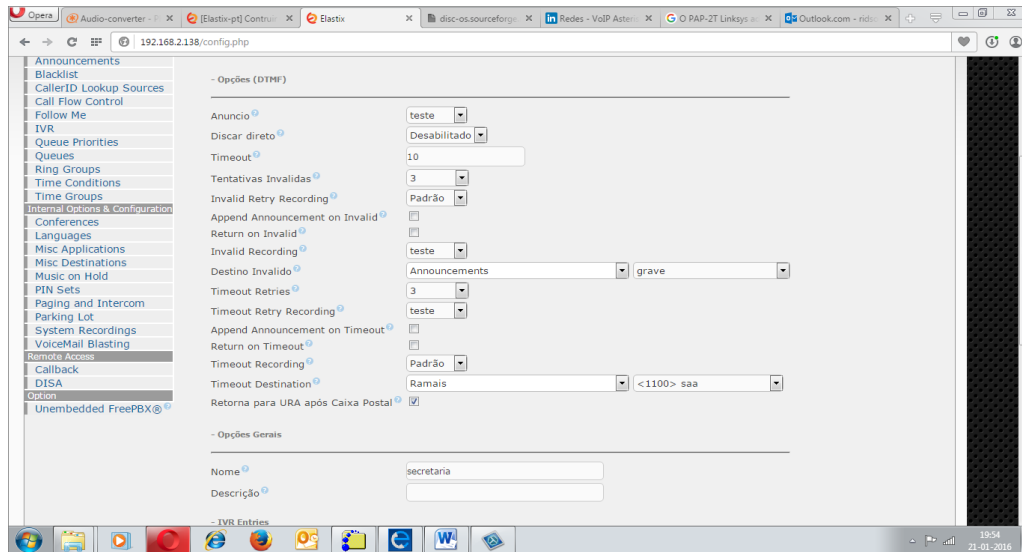 Opera
Audio-converter - P
[Elastix-pt] Contruir
Elastix
disc-os.sourceforge.
Redes - VoIP Asteris
O PAP-2T Linksys a
Outlook.com - rids
192.168.2.138/config.php
Announcements
Blacklist
CallerID Lookup Sources
Call Flow Control
Follow Me
IVR
Queue Priorities
Queues
Ring Groups
Time Conditions
Time Groups
Internal Options & Configuration
Conferences
Languages
Misc Applications
Misc Destinations
Music on Hold
PIN Sets
Paging and Intercom
Parking Lot
System Recordings
VoiceMail Blasting
Remote Access
Callback
DISA
Option
Unembedded FreePBX®
- Opções (DTMF)
Anuncio teste
Discar direto Desabilitado
Timeout 10
Tentativas Invalidas 3
Invalid Retry Recording Padrão
Append Announcement on Invalid
Return on Invalid
Invalid Recording teste
Destino Invalido Announcements grave
Timeout Retries 3
Timeout Retry Recording teste
Append Announcement on Timeout
Return on Timeout
Timeout Recording Padrão
Timeout Destination Ramais <1100> saa
Retorna para URA após Caixa Postal
- Opções Gerais
Nome secretaria
Descrição
- IVR Entries
19:54
21-01-2016